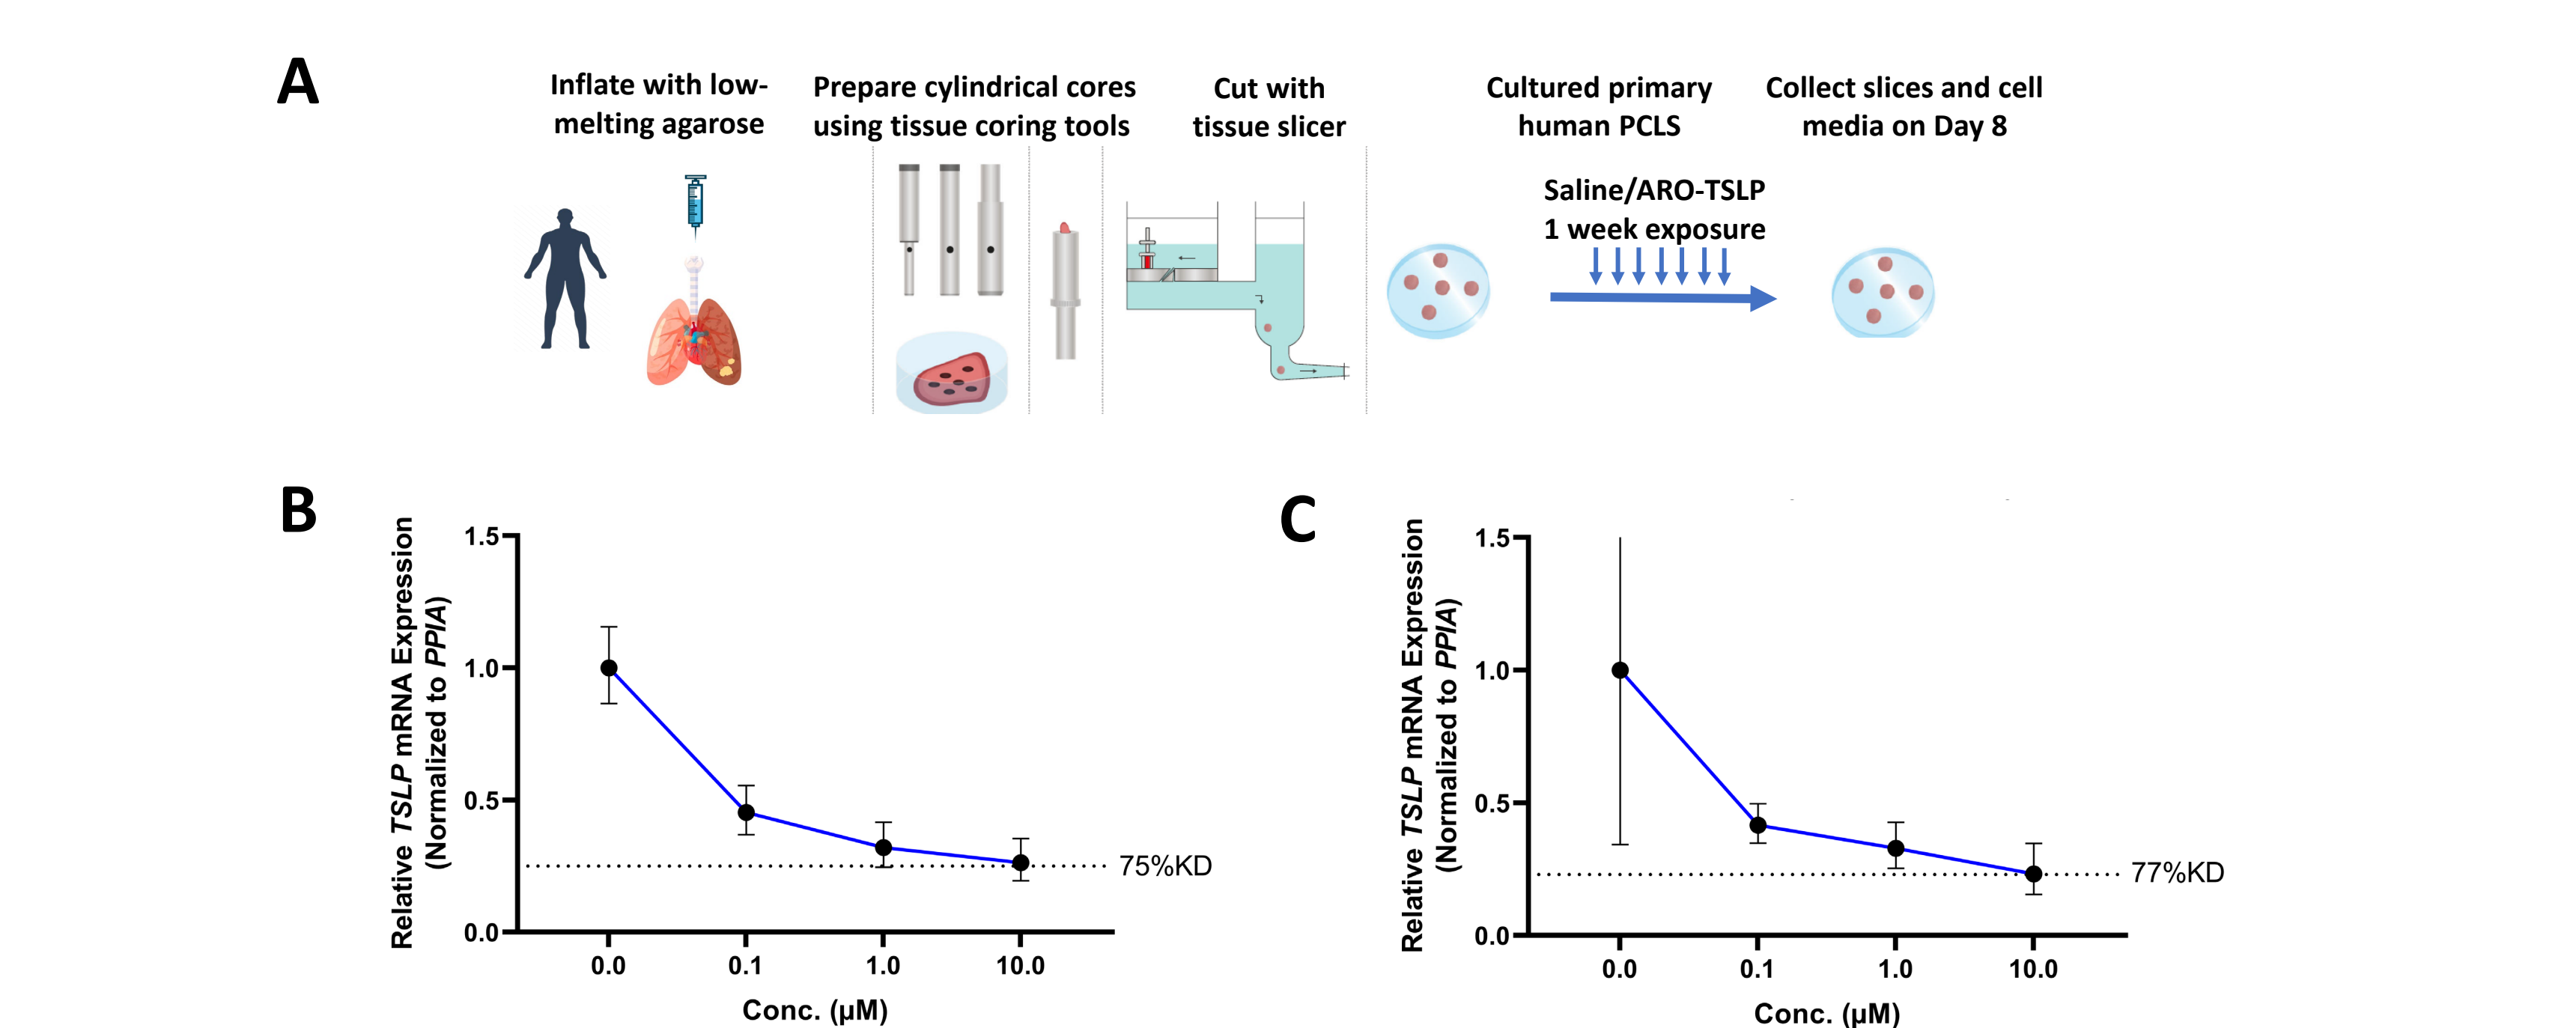 A
Inflate with low-
melting agarose
Prepare cylindrical cores
using tissue coring tools
Cut with
tissue slicer
Cultured primary
human PCLS
Collect slices and cell
media on Day 8
Saline/ARO-TSLP
1 week exposure
B
Relative TSLP mRNA Expression
(Normalized to PPIA)
1.5
1.0
0.5
0.0
75%KD
0.0 0.1 1.0 10.0
Conc. (µM)
C
Relative TSLP mRNA Expression
(Normalized to PPIA)
1.5
1.0
0.5
0.0
77%KD
0.0 0.1 1.0 10.0
Conc. (µM)